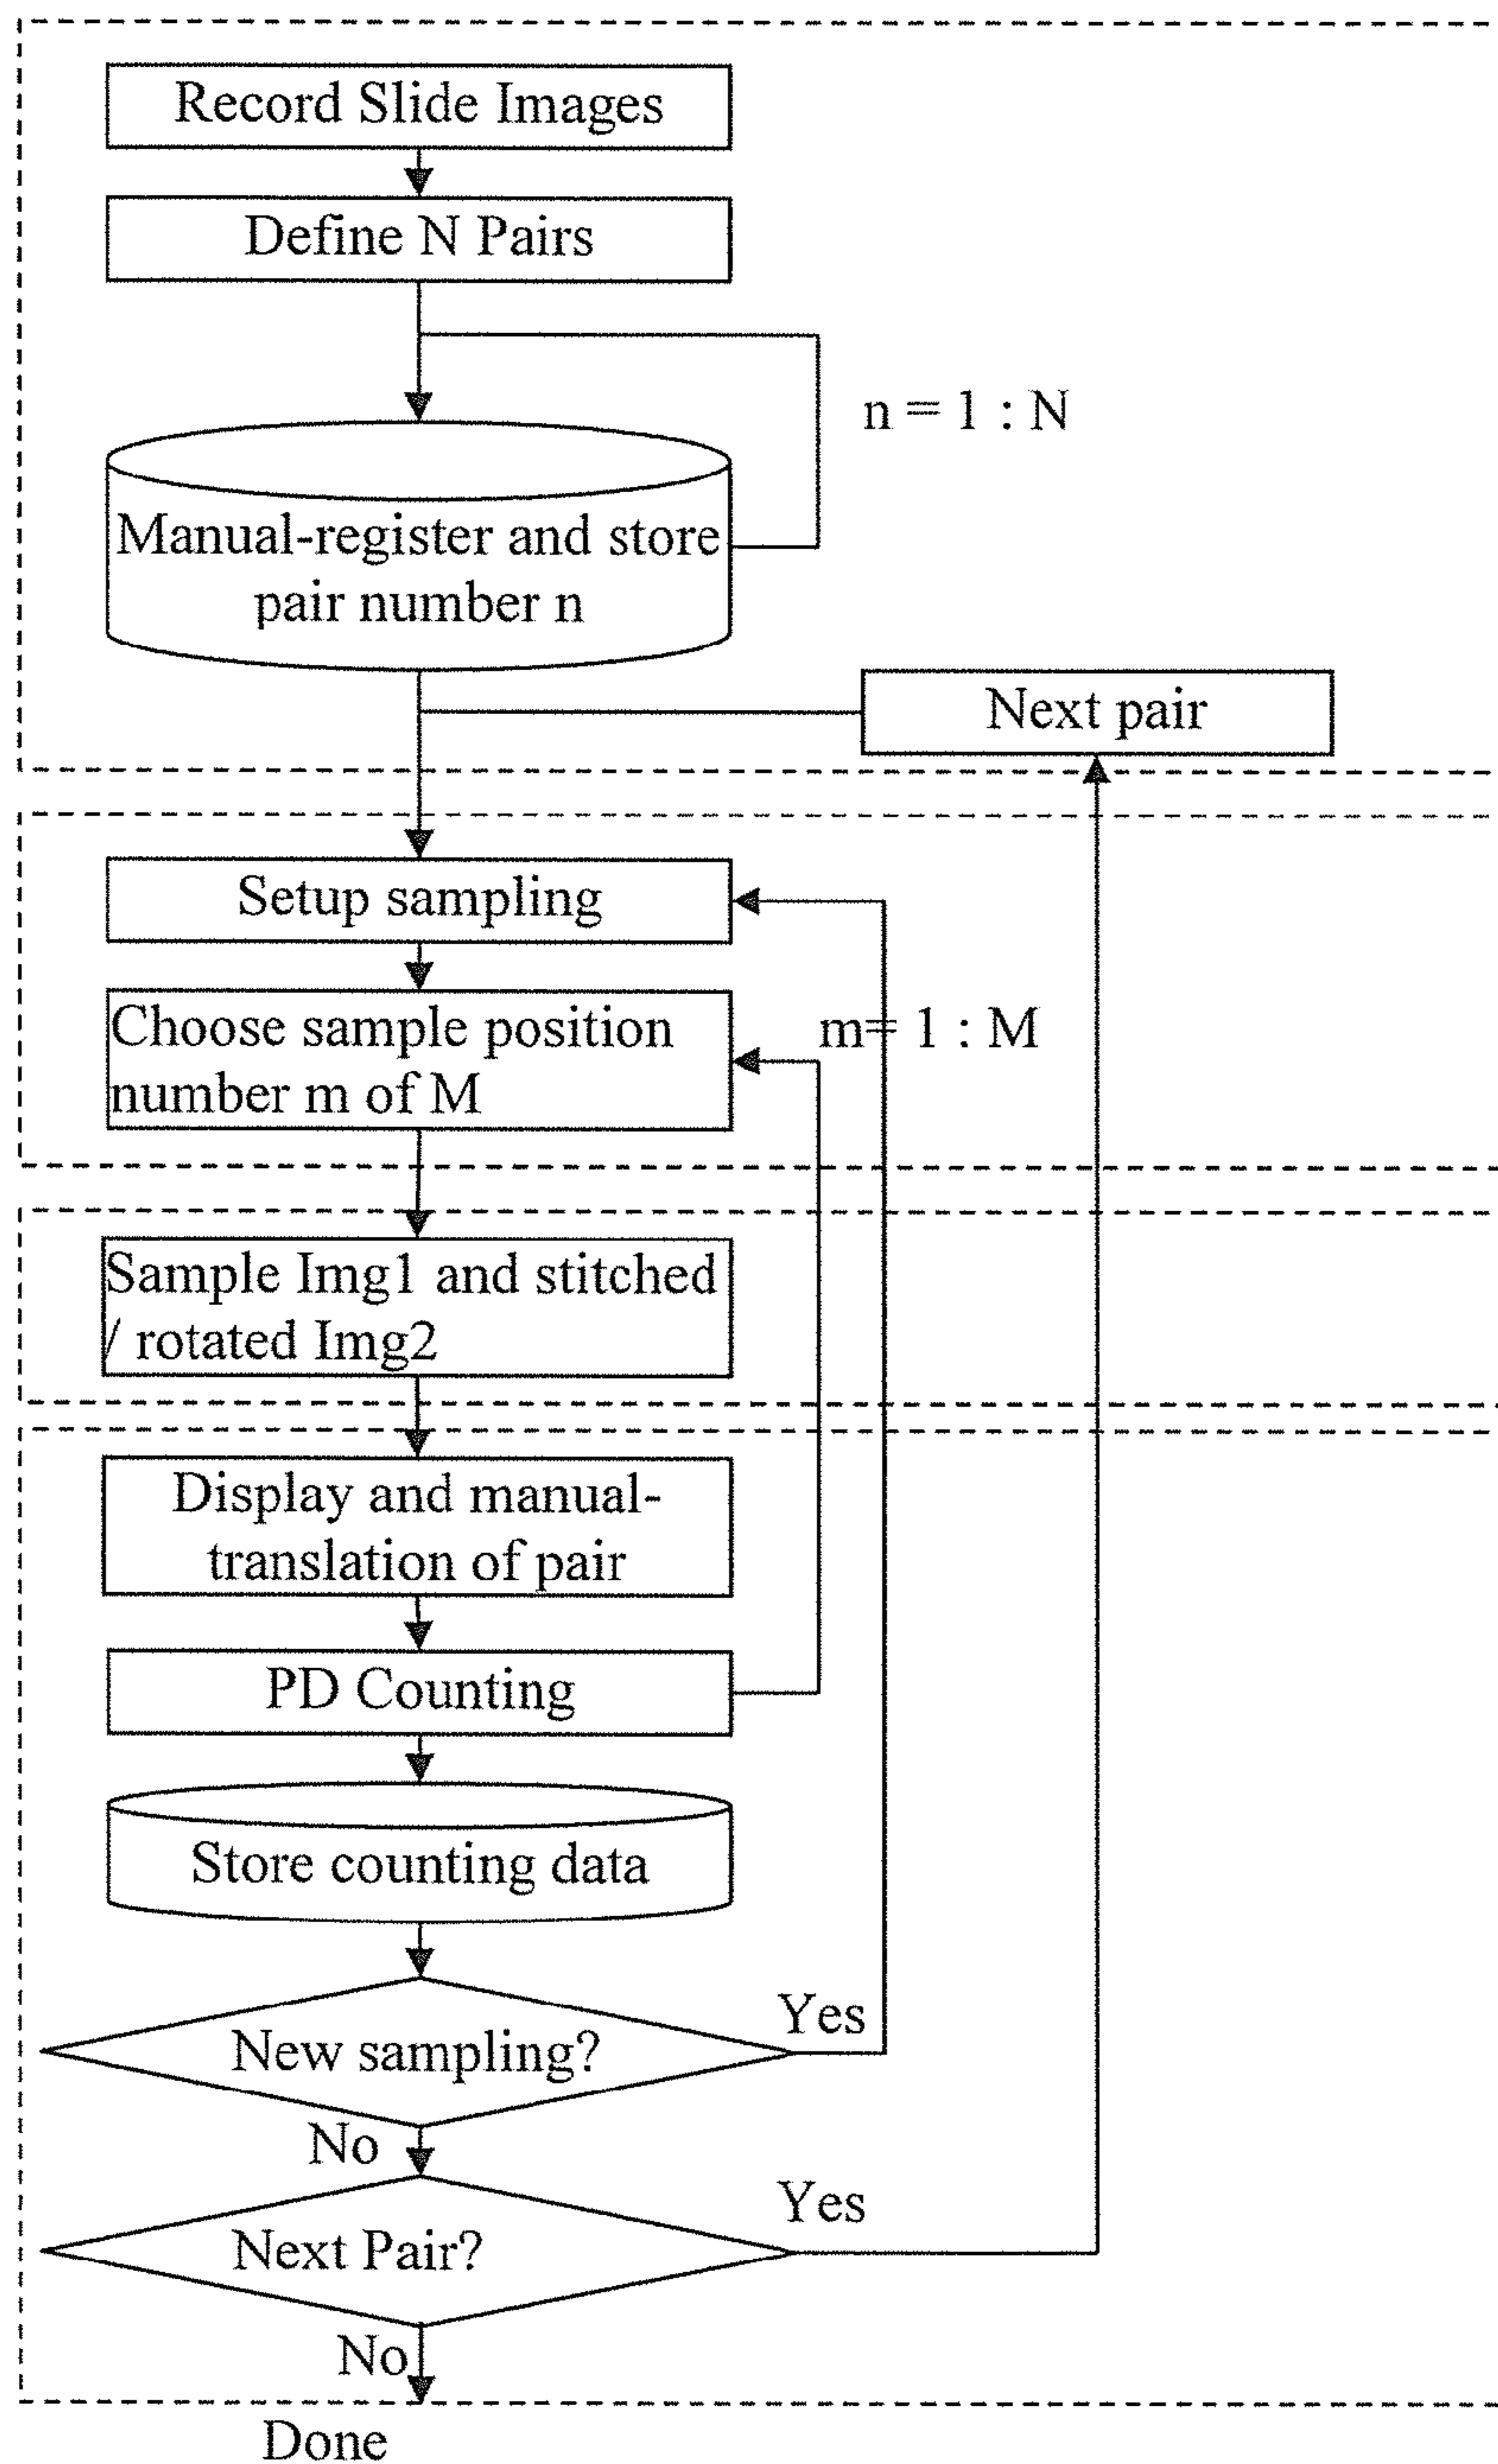 Record Slide Images
Define N Pairs
n = 1 : N
Manual-register and store
pair number n
Next pair
Setup sampling
Choose sample position
number m of M
m= 1 : M
Sample Img1 and stitched
/ rotated Img2
Display and manual-
translation of pair
PD Counting
Store counting data
New sampling?
Yes
No
Next Pair?
Yes
No
Done